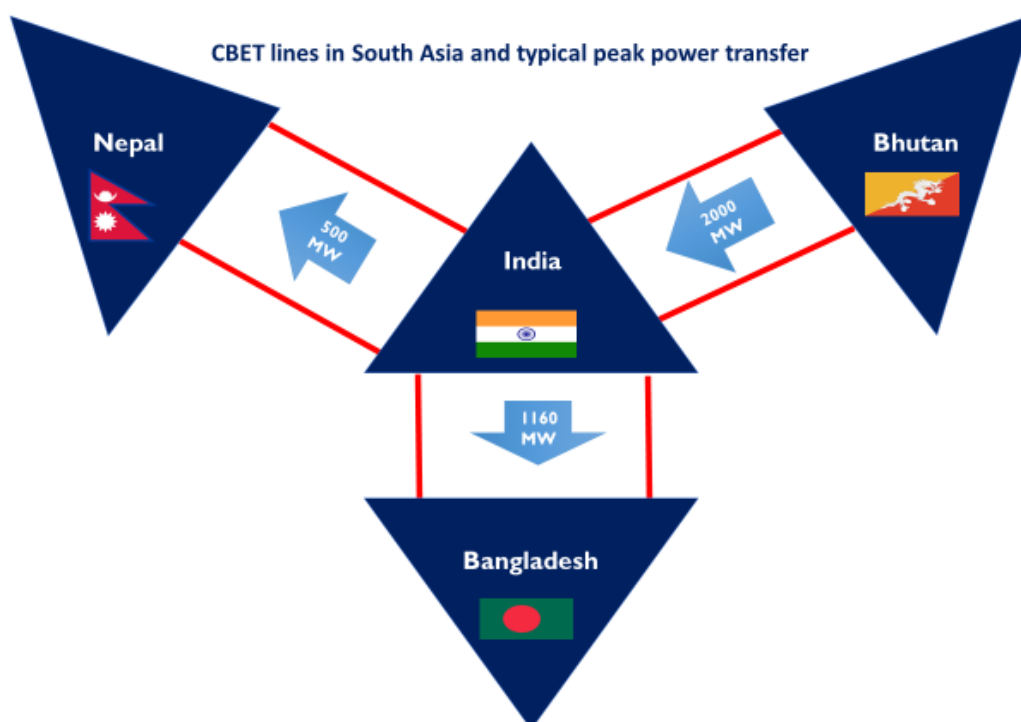 CBET lines in South Asia and typical peak power transfer
Nepal
Bhutan
500
MW
2000
MW
India
1160
MW
Bangladesh